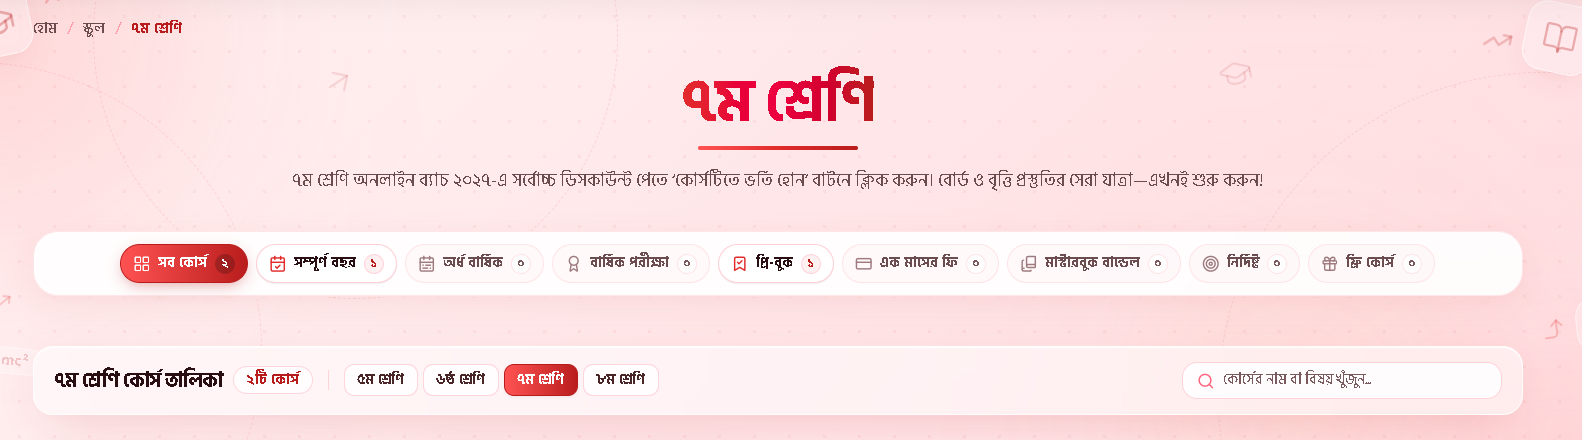 হোম / স্কুল / ৭ম শ্রেণি
৭ম শ্রেণি
৭ম শ্রেণি অনলাইন ব্যাচ ২০২৭-এ সর্বোচ্চ ডিসকাউন্ট পেতে ‘কোর্সটিতে ভর্তি হোন’ বাটনে ক্লিক করুন। বোর্ড ও বৃত্তি প্রস্তুতির সেরা যাত্রা—এখনই শুরু করুন!
সব কোর্স ২ সম্পূর্ণ বছর ১ অর্ধ বার্ষিক ০ বার্ষিক পরীক্ষা ০ প্রি-বুক ১ এক মাসের ফি ০ মাস্টারবুক বান্ডেল ০ নির্দিষ্ট ০ ফ্রি কোর্স ০
mc²
৭ম শ্রেণি কোর্স তালিকা ২টি কোর্স ৫ম শ্রেণি ৬ষ্ঠ শ্রেণি ৭ম শ্রেণি ৮ম শ্রেণি কোর্সের নাম বা বিষয় খুঁজুন...